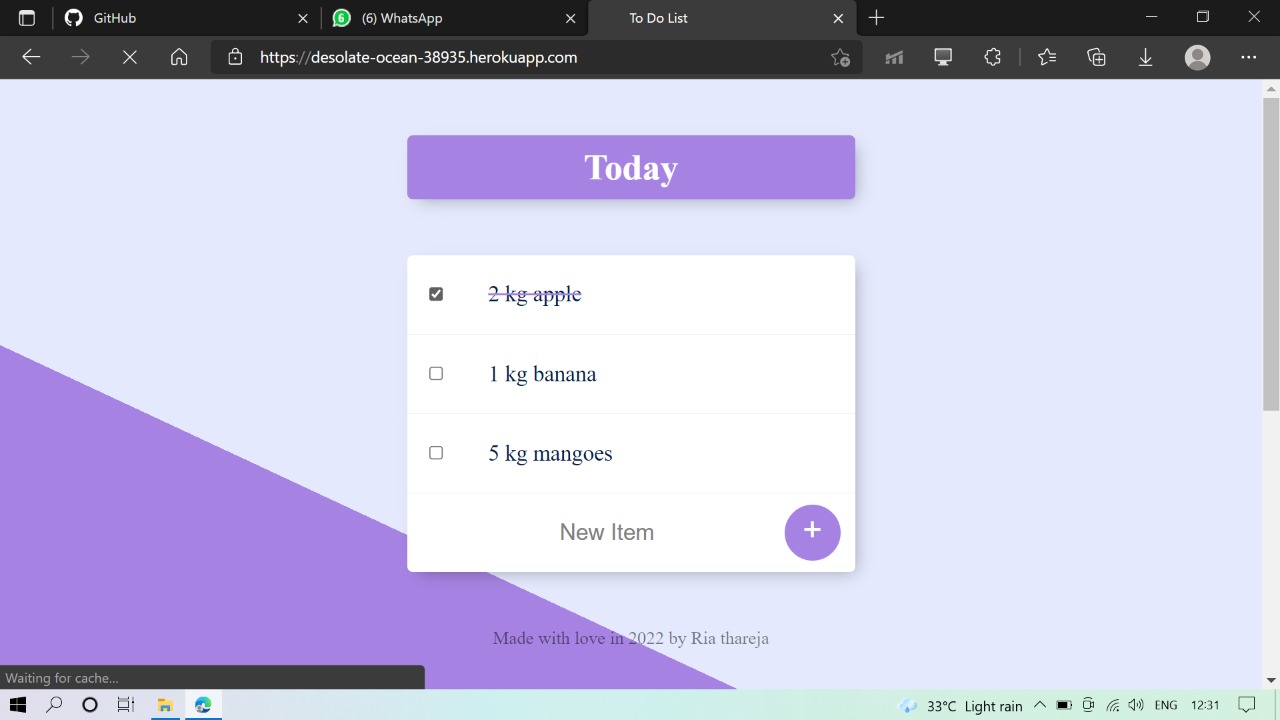 GitHub
6
(6) WhatsApp
To Do List
https://desolate-ocean-38935.herokuapp.com
Today
2 kg apple
1 kg banana
5 kg mangoes
New Item
+
Made with love in 2022 by Ria thareja
Waiting for cache...
33°C Light rain
ENG
12:31